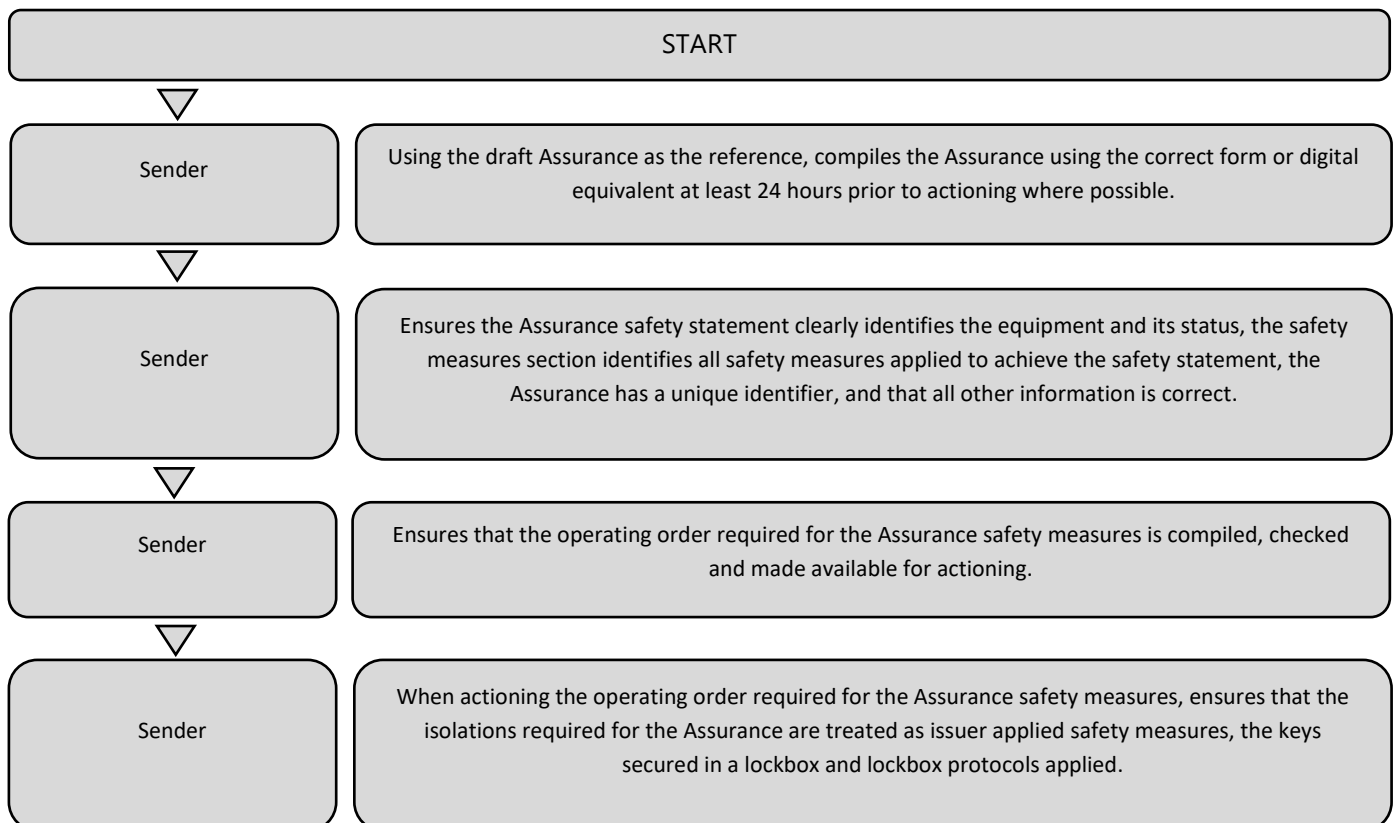 START
Sender
Using the draft Assurance as the reference, compiles the Assurance using the correct form or digital
equivalent at least 24 hours prior to actioning where possible.
Sender
Ensures the Assurance safety statement clearly identifies the equipment and its status, the safety
measures section identifies all safety measures applied to achieve the safety statement, the
Assurance has a unique identifier, and that all other information is correct.
Sender
Ensures that the operating order required for the Assurance safety measures is compiled, checked
and made available for actioning.
Sender
When actioning the operating order required for the Assurance safety measures, ensures that the
isolations required for the Assurance are treated as issuer applied safety measures, the keys
secured in a lockbox and lockbox protocols applied.